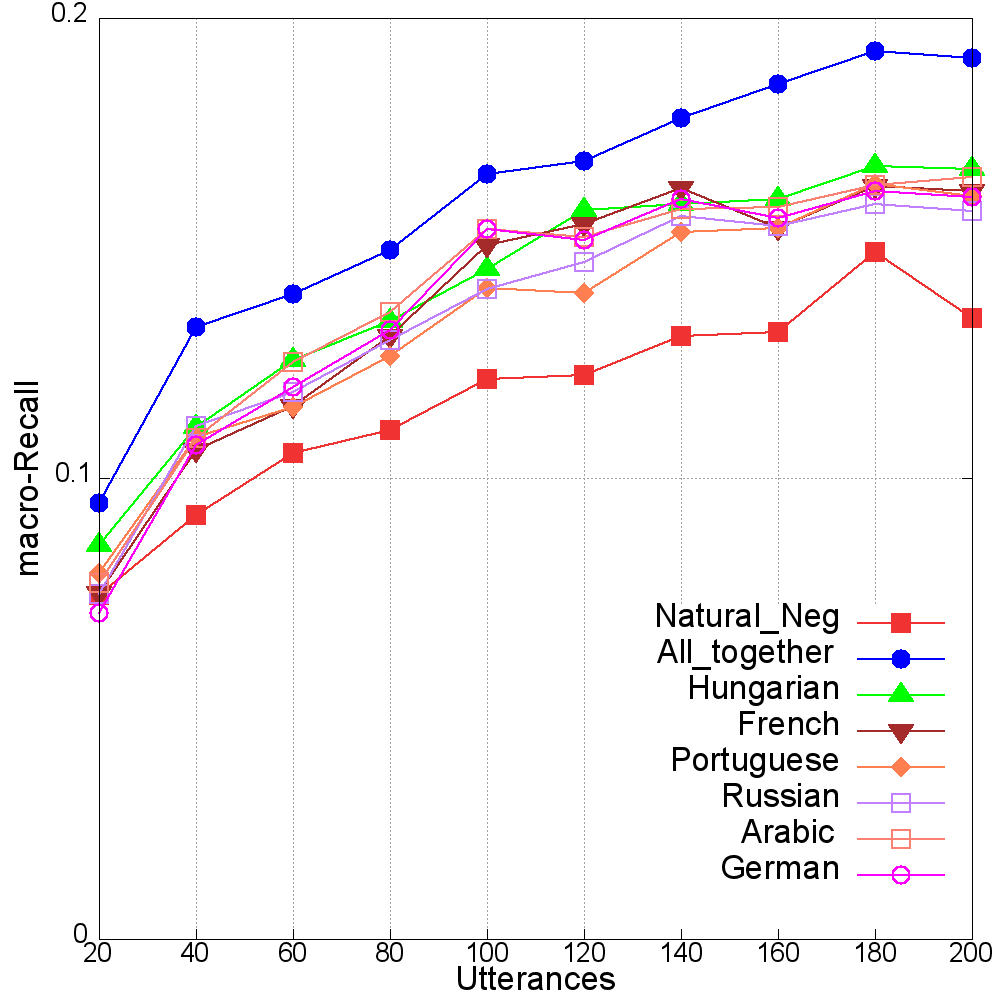 0.2
0.1
0
macro-Recall
20 40 60 80 100 120 140 160 180 200
Utterances
Natural_Neg
All_together
Hungarian
French
Portuguese
Russian
Arabic
German